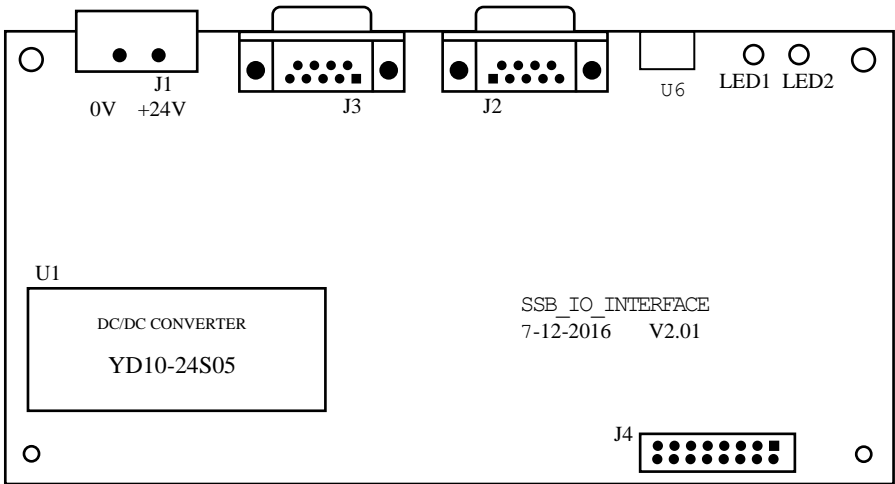 J1
0V +24V
J3
J2
U6
LED1 LED2
U1
DC/DC CONVERTER
YD10-24S05
SSB_IO_INTERFACE
7-12-2016 V2.01
J4